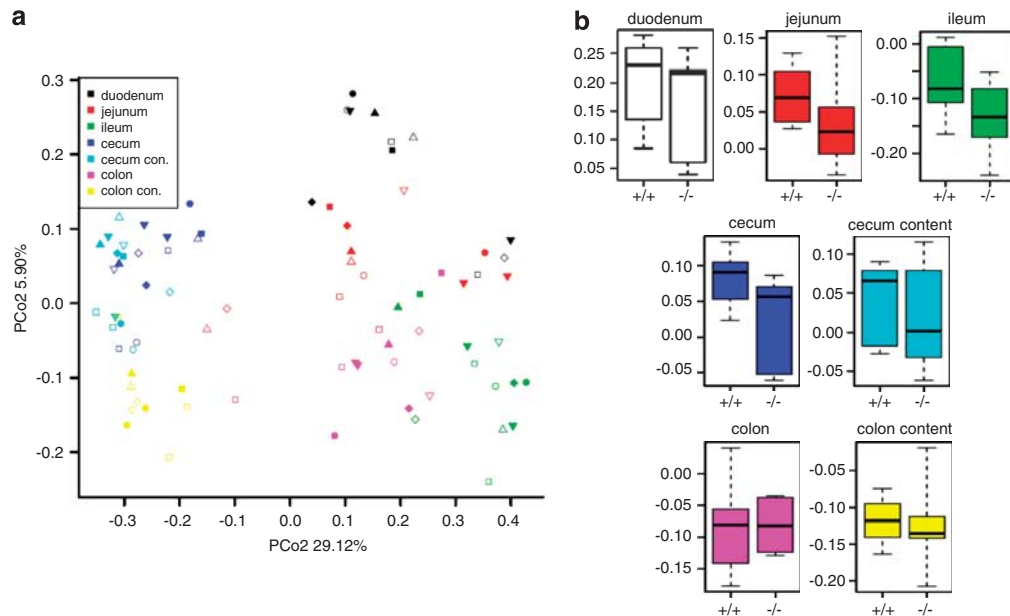 a
0.3
0.2
0.1
0.0
-0.1
-0.2
PCo2 5.90%
duodenum
jejunum
ileum
cecum
cecum con.
colon
colon con.
-0.3 -0.2 -0.1 0.0 0.1 0.2 0.3 0.4
PCo2 29.12%
b
duodenum
0.25
0.20
0.15
0.10
0.05
+/+ -/-
jejunum
0.15
0.10
0.05
0.00
+/+ -/-
ileum
0.00
-0.10
-0.20
+/+ -/-
cecum
0.10
0.05
0.00
-0.05
+/+ -/-
cecum content
0.10
0.05
0.00
-0.05
+/+ -/-
colon
0.00
-0.05
-0.10
-0.15
+/+ -/-
colon content
-0.05
-0.10
-0.15
-0.20
+/+ -/-